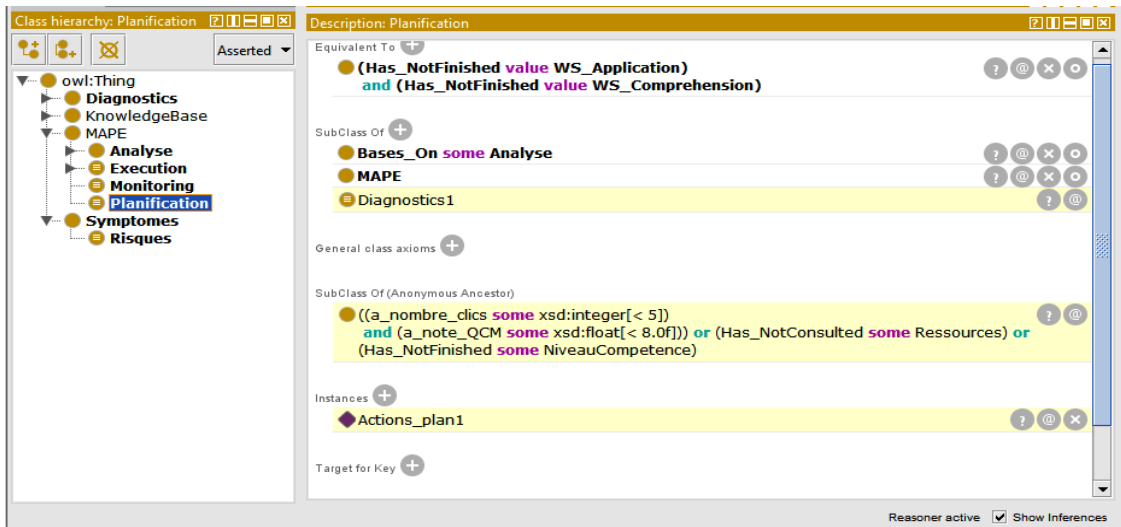 Class hierarchy: Planification
Asserted
owl:Thing
Diagnostics
KnowledgeBase
MAPE
Analyse
Execution
Monitoring
Planification
Symptomes
Risques
Description: Planification
Equivalent To
(Has_NotFinished value WS_Application)
and (Has_NotFinished value WS_Comprehension)
SubClass Of
Bases_On some Analyse
MAPE
Diagnostics1
General class axioms
SubClass Of (Anonymous Ancestor)
((a_nombre_clics some xsd:integer[< 5])
and (a_note_QCM some xsd:float[< 8.0f])) or (Has_NotConsulted some Ressources) or
(Has_NotFinished some NiveauCompetence)
Instances
Actions_plan1
Target for Key
Reasoner active Show Inferences